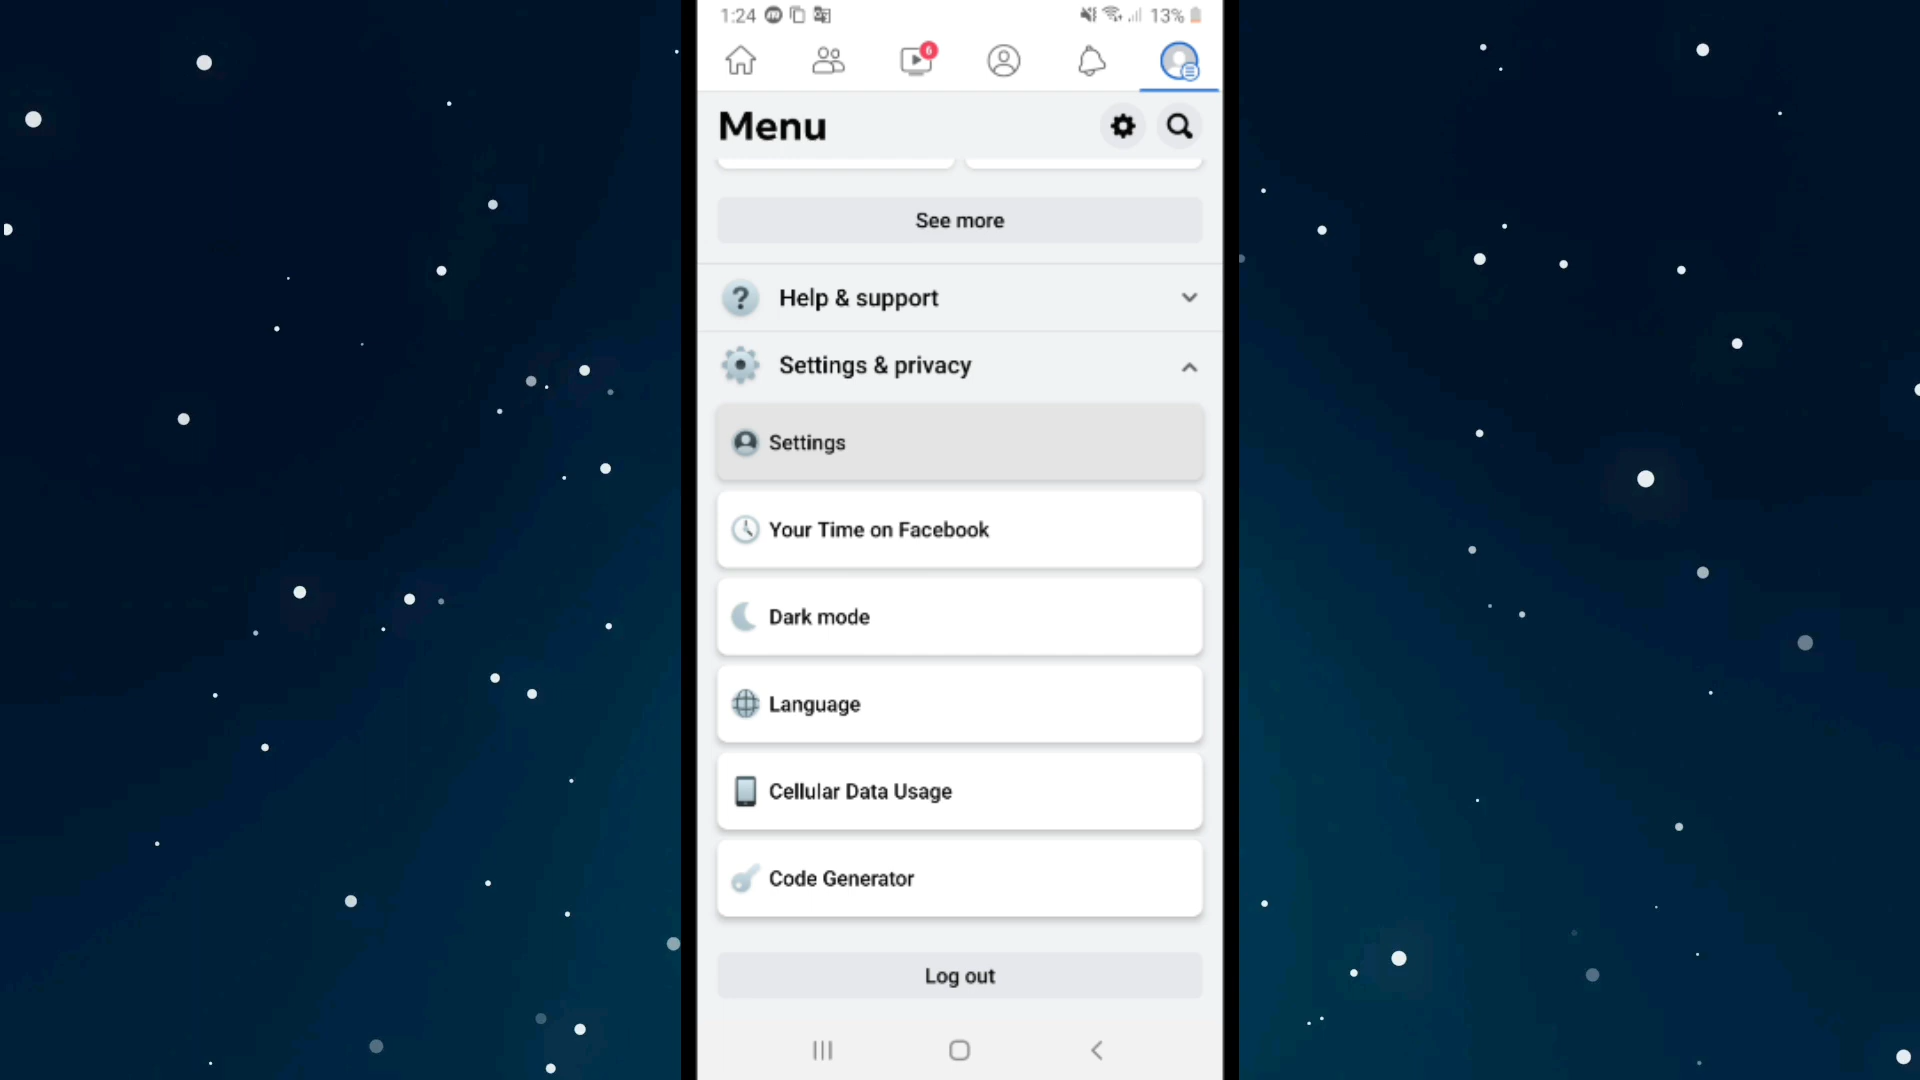 1:24
13%
6
Menu
See more
? Help & support
Settings & privacy
Settings
Your Time on Facebook
Dark mode
Language
Cellular Data Usage
Code Generator
Log out